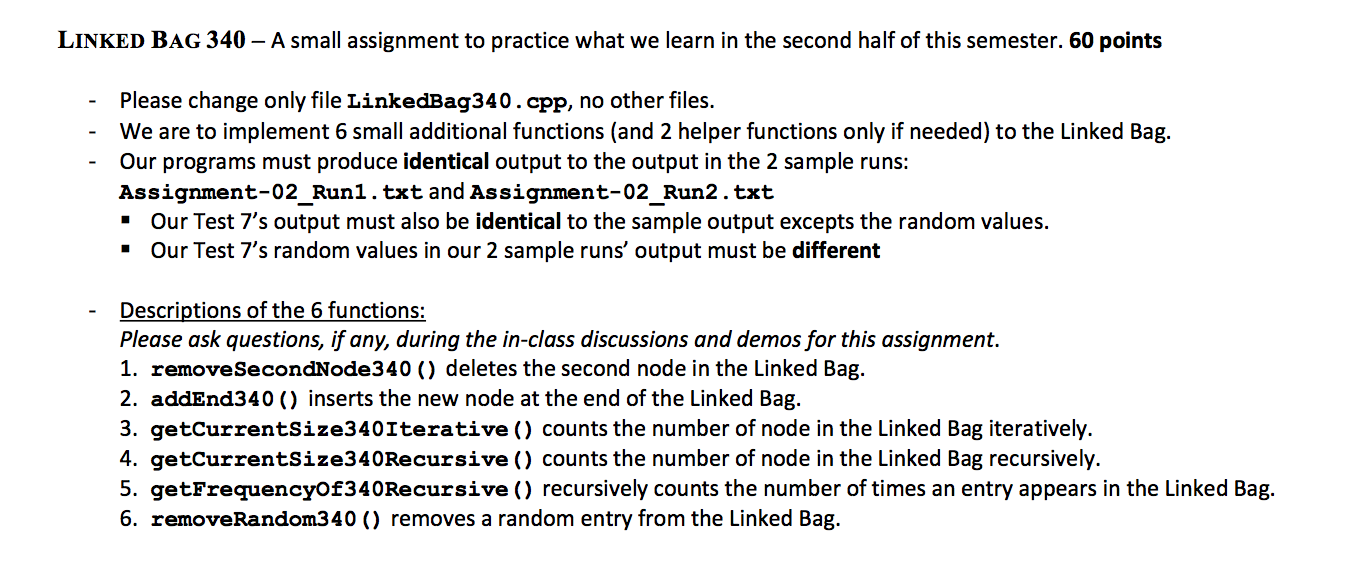 LINKED BAG 340 – A small assignment to practice what we learn in the second half of this semester. 60 points
- Please change only file LinkedBag340.cpp, no other files.
- We are to implement 6 small additional functions (and 2 helper functions only if needed) to the Linked Bag.
- Our programs must produce identical output to the output in the 2 sample runs:
Assignment-02_Run1.txt and Assignment-02_Run2.txt
▪ Our Test 7’s output must also be identical to the sample output excepts the random values.
▪ Our Test 7’s random values in our 2 sample runs’ output must be different
- Descriptions of the 6 functions:
Please ask questions, if any, during the in-class discussions and demos for this assignment.
1. removeSecondNode340() deletes the second node in the Linked Bag.
2. addEnd340() inserts the new node at the end of the Linked Bag.
3. getCurrentSize340Iterative() counts the number of node in the Linked Bag iteratively.
4. getCurrentSize340Recursive() counts the number of node in the Linked Bag recursively.
5. getFrequencyOf340Recursive() recursively counts the number of times an entry appears in the Linked Bag.
6. removeRandom340() removes a random entry from the Linked Bag.